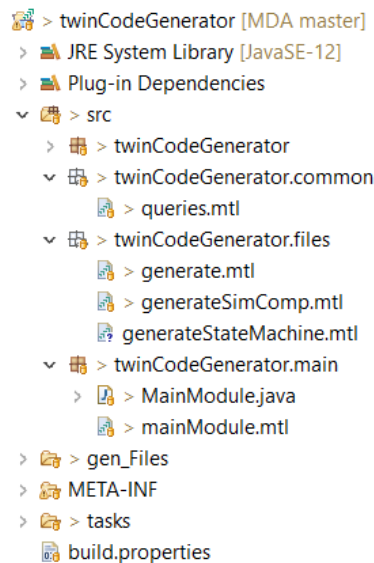 > twinCodeGenerator [MDA master]
> JRE System Library [JavaSE-12]
> Plug-in Dependencies
> src
> twinCodeGenerator
> twinCodeGenerator.common
> queries.mtl
> twinCodeGenerator.files
> generate.mtl
> generateSimComp.mtl
generateStateMachine.mtl
> twinCodeGenerator.main
> MainModule.java
> mainModule.mtl
> gen_Files
META-INF
> tasks
build.properties